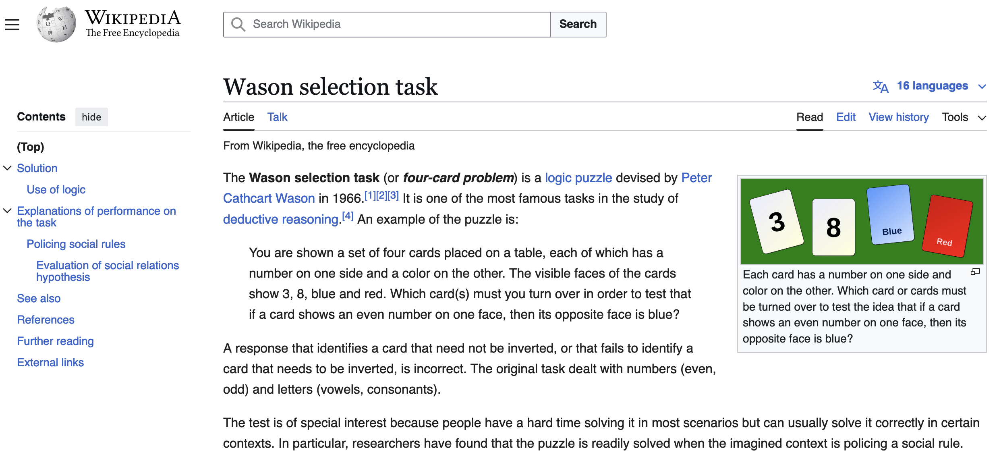 WIKIPEDIA
The Free Encyclopedia
Search Wikipedia
Search
Wason selection task
16 languages
Contents
hide
Article
Talk
Read
Edit
View history
Tools
(Top)
Solution
Use of logic
Explanations of performance on
the task
Policing social rules
Evaluation of social relations
hypothesis
See also
References
Further reading
External links
From Wikipedia, the free encyclopedia
The Wason selection task (or four-card problem) is a logic puzzle devised by Peter
Cathcart Wason in 1966.[1][2][3] It is one of the most famous tasks in the study of
deductive reasoning.[4] An example of the puzzle is:
You are shown a set of four cards placed on a table, each of which has a
number on one side and a color on the other. The visible faces of the cards
show 3, 8, blue and red. Which card(s) must you turn over in order to test that
if a card shows an even number on one face, then its opposite face is blue?
3
8
Blue
Red
Each card has a number on one side and
color on the other. Which card or cards must
be turned over to test the idea that if a card
shows an even number on one face, then its
opposite face is blue?
A response that identifies a card that need not be inverted, or that fails to identify a
card that needs to be inverted, is incorrect. The original task dealt with numbers (even,
odd) and letters (vowels, consonants).
The test is of special interest because people have a hard time solving it in most scenarios but can usually solve it correctly in certain
contexts. In particular, researchers have found that the puzzle is readily solved when the imagined context is policing a social rule.